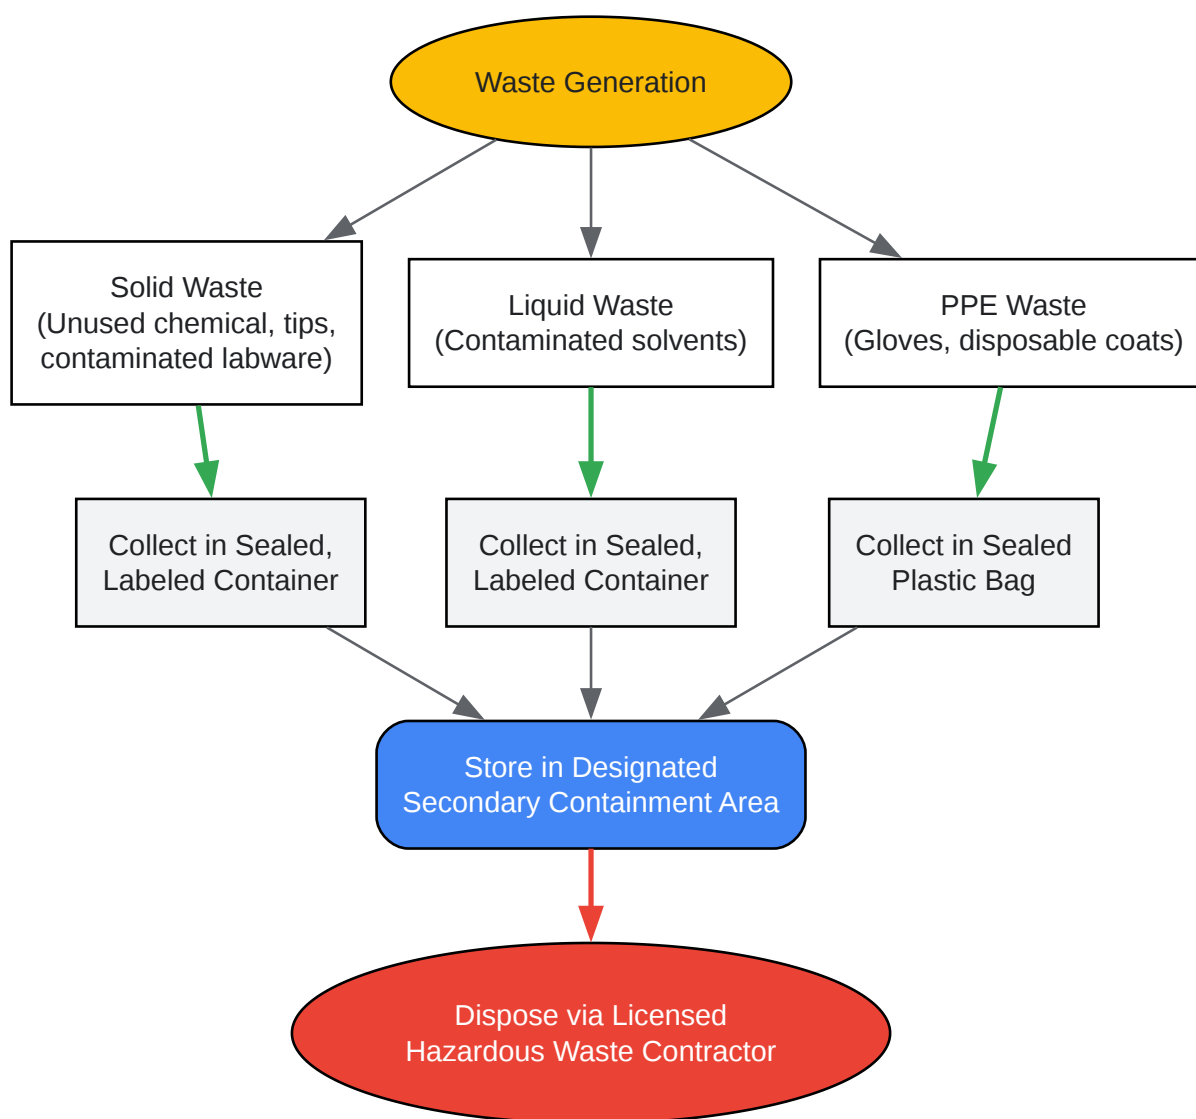 Waste Generation
Solid Waste
(Unused chemical, tips,
contaminated labware)
Liquid Waste
(Contaminated solvents)
PPE Waste
(Gloves, disposable coats)
Collect in Sealed,
Labeled Container
Collect in Sealed,
Labeled Container
Collect in Sealed
Plastic Bag
Store in Designated
Secondary Containment Area
Dispose via Licensed
Hazardous Waste Contractor